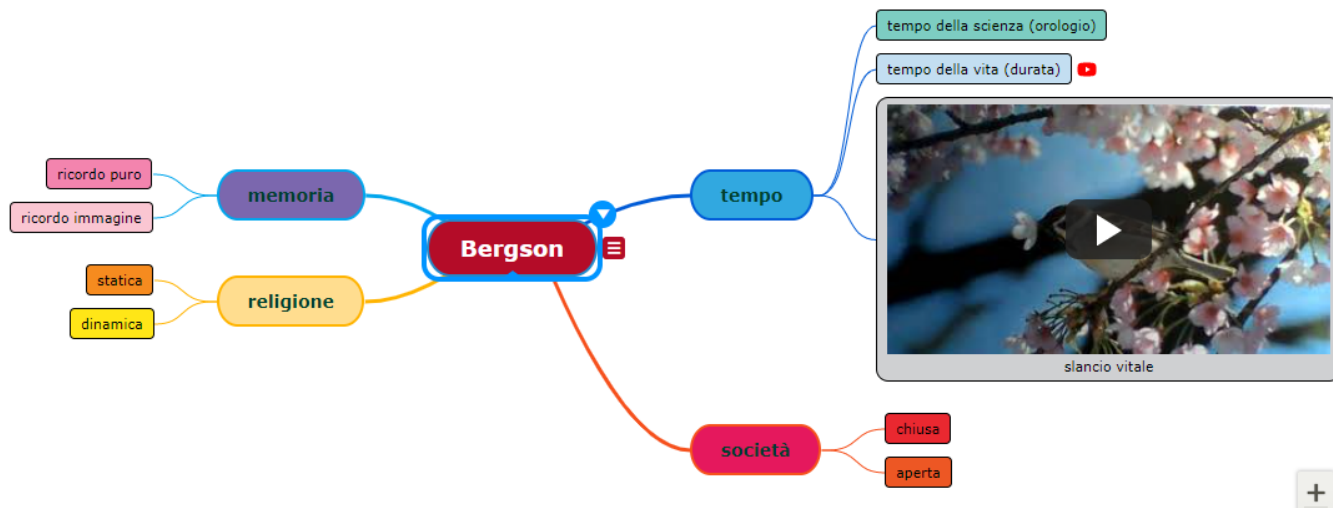 tempo della scienza (orologio)
tempo della vita (durata)
ricordo puro
memoria
tempo
ricordo immagine
Bergson
statica
religione
dinamica
slancio vitale
chiusa
società
aperta